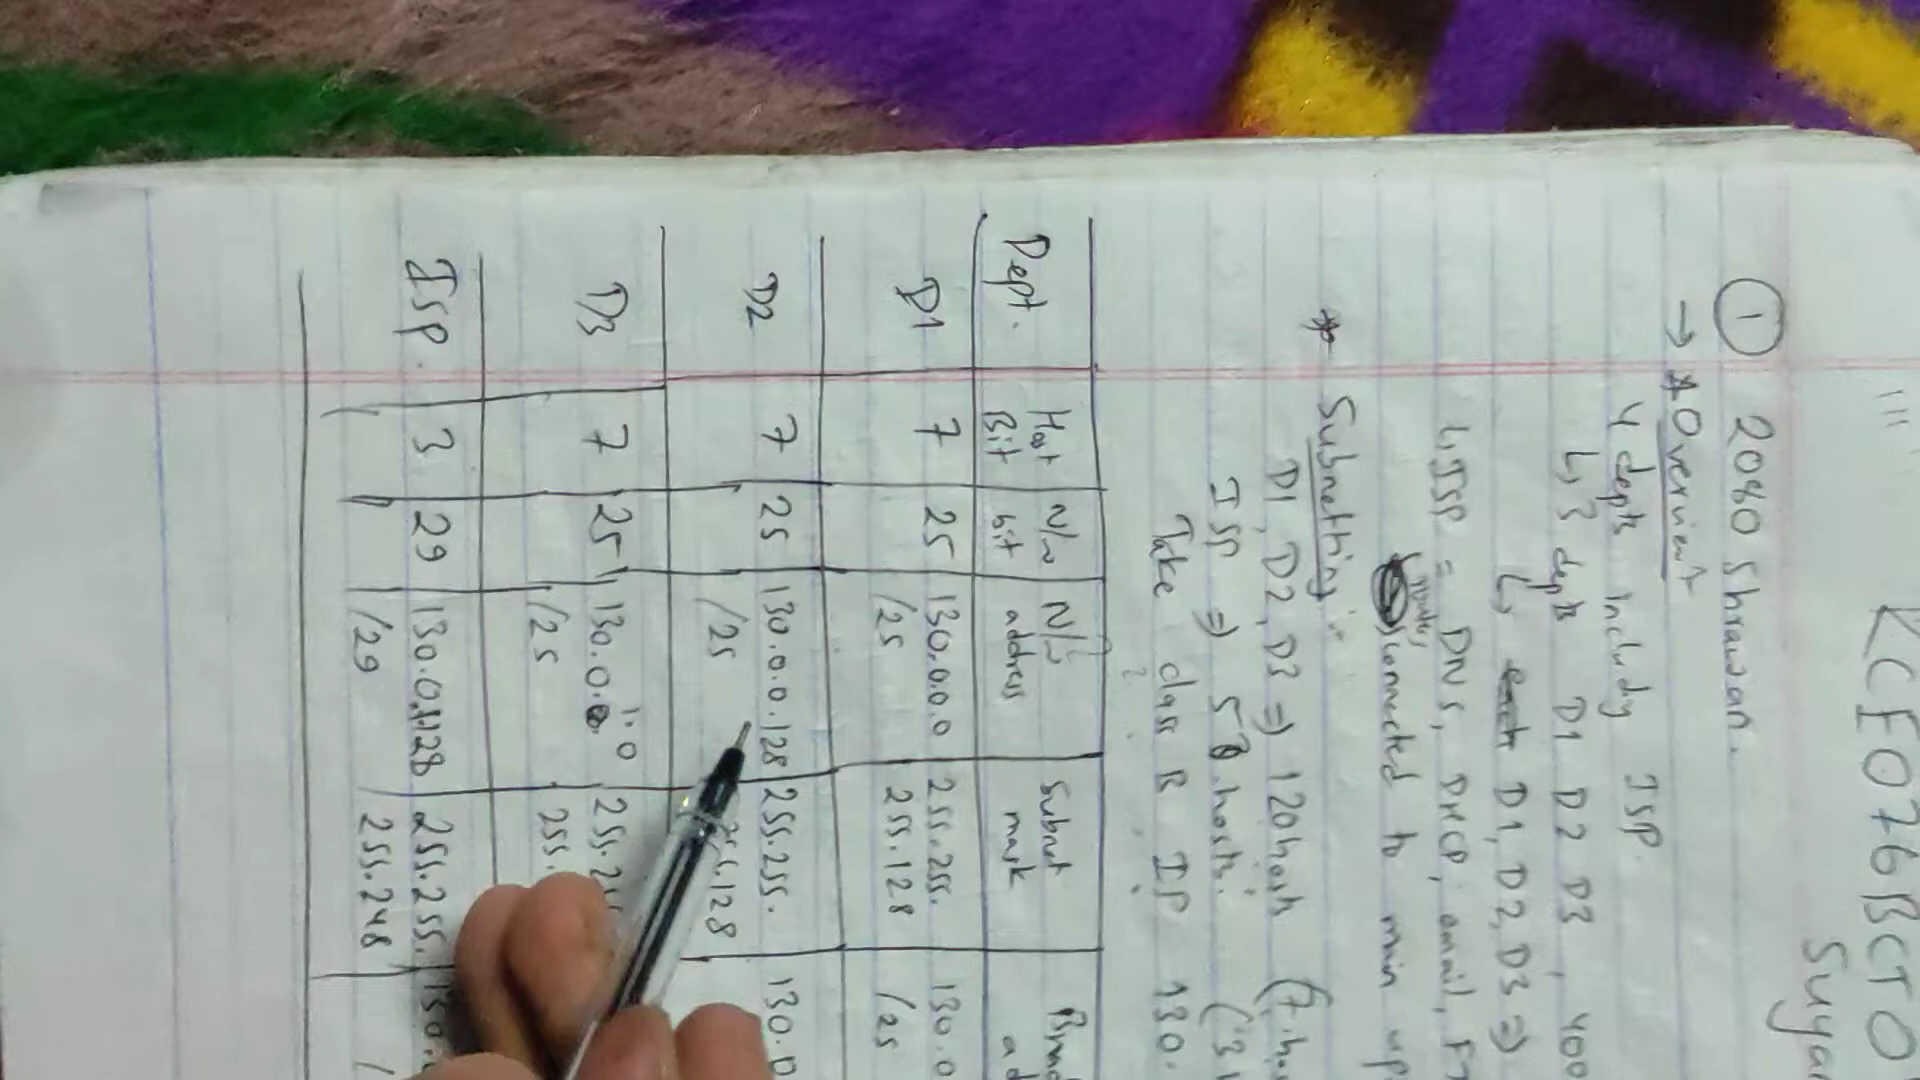 KCE076BCT0
Suya
① 2080 Shrawan.
→ * Overview
4 depts including ISP.
↳ 3 depts D1 D2 D3, 400
↳ D1, D2, D3 ⇒
↳ ISP = DNS, DHCP, email, F
router, connected to main
* Subnetting :-
D1, D2, D3 ⇒ 120 hosts (7
ISP ⇒ 5 hosts. (3
Take class B IP 130.
Dept. | Host Bit | N/w bit | N/w address | Subnet mask
D1 | 7 | 25 | 130.0.0.0 /25 | 255.255.255.128 | 130.0 /25
D2 | 7 | 25 | 130.0.0.128 /25 | 255.255. 128 | 130.0
D3 | 7 | 25 | 130.0.1.0 /25 | 255. 255.
ISP. | 3 | 29 | 130.0.1.128 /29 | 255.255.255.248 | 130.